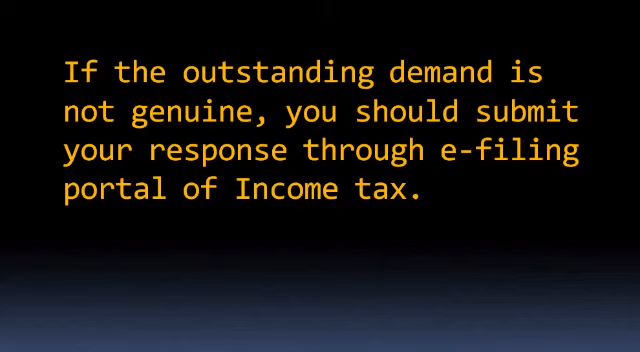 If the outstanding demand is
not genuine, you should submit
your response through e-filing
portal of Income tax.